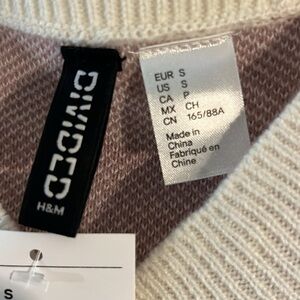 DIVIDED
H&M
EUR S
US S
CA P
MX CH
CN 165/88A
Made in
China
Fabriqué en
Chine
S